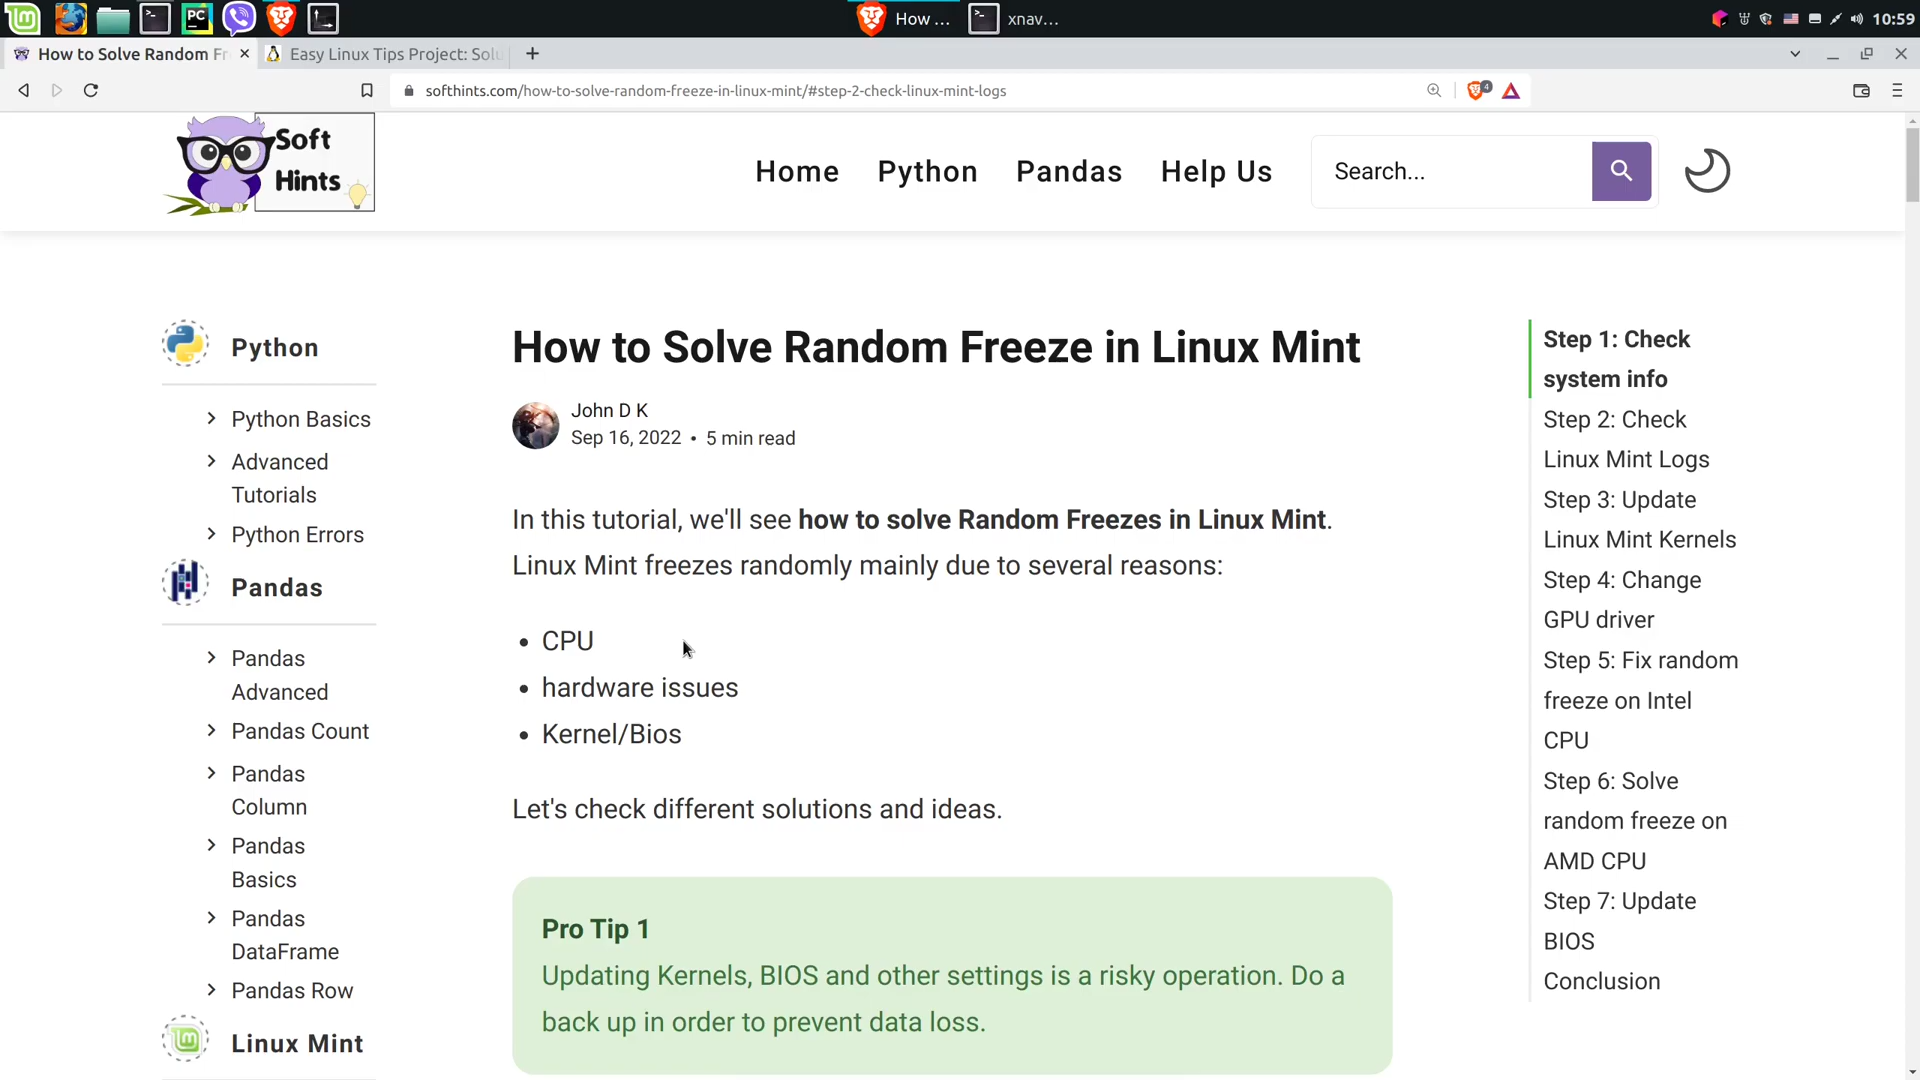 How ...
xnav...
10:59
How to Solve Random Fr
Easy Linux Tips Project: Solu
softhints.com/how-to-solve-random-freeze-in-linux-mint/#step-2-check-linux-mint-logs
4
Soft
Hints
Home
Python
Pandas
Help Us
Search...
Python
Python Basics
Advanced
Tutorials
Python Errors
Pandas
Pandas
Advanced
Pandas Count
Pandas
Column
Pandas
Basics
Pandas
DataFrame
Pandas Row
Linux Mint
How to Solve Random Freeze in Linux Mint
John D K
Sep 16, 2022 • 5 min read
In this tutorial, we'll see how to solve Random Freezes in Linux Mint.
Linux Mint freezes randomly mainly due to several reasons:
• CPU
• hardware issues
• Kernel/Bios
Let's check different solutions and ideas.
Pro Tip 1
Updating Kernels, BIOS and other settings is a risky operation. Do a
back up in order to prevent data loss.
Step 1: Check
system info
Step 2: Check
Linux Mint Logs
Step 3: Update
Linux Mint Kernels
Step 4: Change
GPU driver
Step 5: Fix random
freeze on Intel
CPU
Step 6: Solve
random freeze on
AMD CPU
Step 7: Update
BIOS
Conclusion